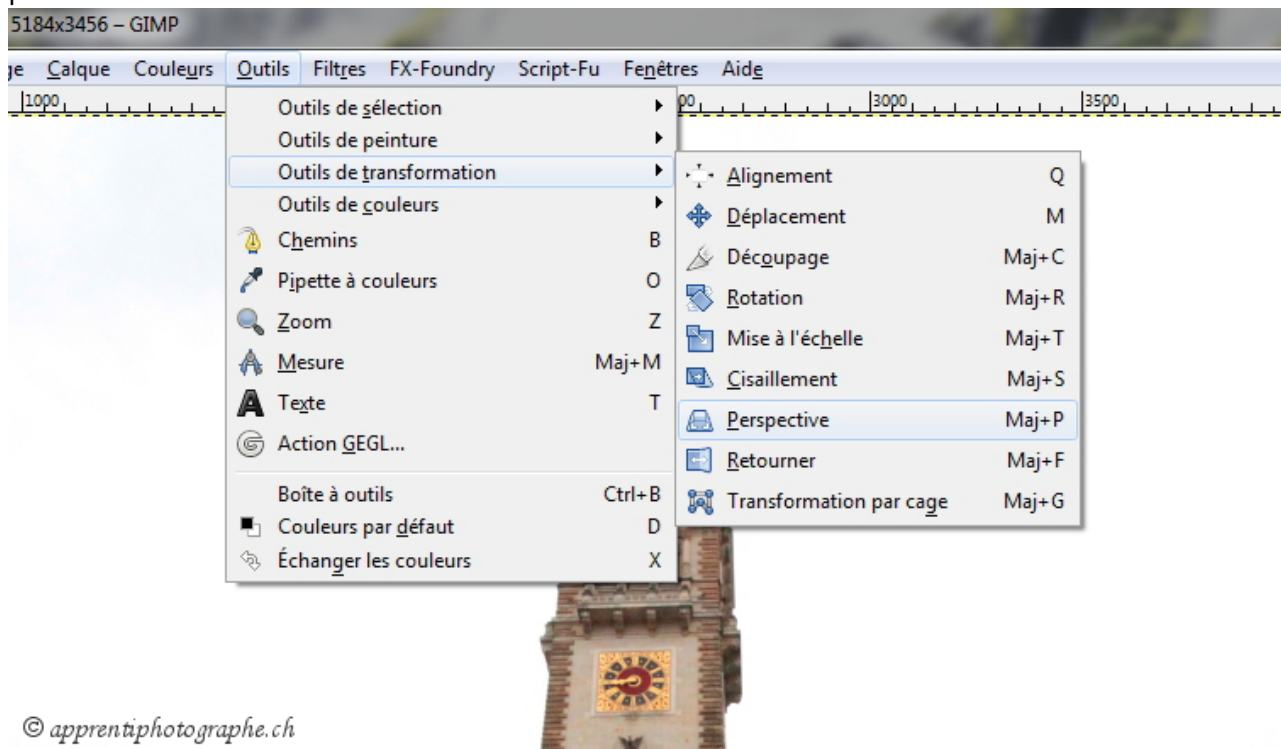 5184x3456 – GIMP
ge Calque Couleurs Outils Filtres FX-Foundry Script-Fu Fenêtres Aide
1000 00 3000 3500
Outils de sélection
Outils de peinture
Outils de transformation
Outils de couleurs
Chemins B
Pipette à couleurs O
Zoom Z
Mesure Maj+M
Texte T
Action GEGL...
Boîte à outils Ctrl+B
Couleurs par défaut D
Échanger les couleurs X
Alignement Q
Déplacement M
Découpage Maj+C
Rotation Maj+R
Mise à l'échelle Maj+T
Cisaillement Maj+S
Perspective Maj+P
Retourner Maj+F
Transformation par cage Maj+G
© apprentiphotographe.ch